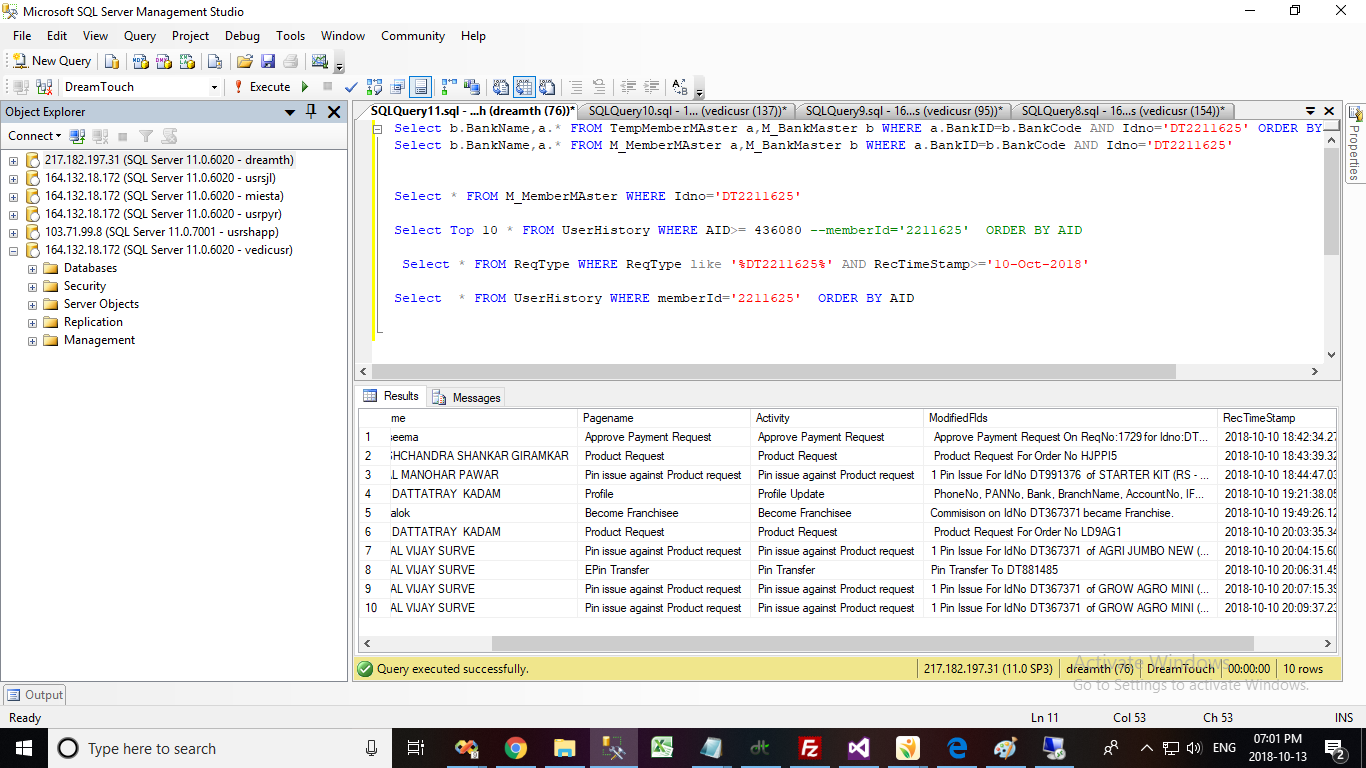 Microsoft SQL Server Management Studio
File Edit View Query Project Debug Tools Window Community Help
New Query
DreamTouch Execute
Object Explorer
Connect
217.182.197.31 (SQL Server 11.0.6020 - dreamth)
164.132.18.172 (SQL Server 11.0.6020 - usrsjl)
164.132.18.172 (SQL Server 11.0.6020 - miesta)
164.132.18.172 (SQL Server 11.0.6020 - usrpyr)
103.71.99.8 (SQL Server 11.0.7001 - usrshapp)
164.132.18.172 (SQL Server 11.0.6020 - vedicusr)
Databases
Security
Server Objects
Replication
Management
SQLQuery11.sql - ...h (dreamth (76))* SQLQuery10.sql - 1... (vedicusr (137))* SQLQuery9.sql - 16...s (vedicusr (95))* SQLQuery8.sql - 16...s (vedicusr (154))*
Select b.BankName,a.* FROM TempMemberMAster a,M_BankMaster b WHERE a.BankID=b.BankCode AND Idno='DT2211625' ORDER BY
Select b.BankName,a.* FROM M_MemberMAster a,M_BankMaster b WHERE a.BankID=b.BankCode AND Idno='DT2211625'
Select * FROM M_MemberMAster WHERE Idno='DT2211625'
Select Top 10 * FROM UserHistory WHERE AID>= 436080 --memberId='2211625' ORDER BY AID
Select * FROM ReqType WHERE ReqType like '%DT2211625%' AND RecTimeStamp>='10-Oct-2018'
Select * FROM UserHistory WHERE memberId='2211625' ORDER BY AID
Properties
Results Messages
me Pagename Activity ModifiedFlds RecTimeStamp
1 seema Approve Payment Request Approve Payment Request Approve Payment Request On ReqNo:1729 for Idno:DT... 2018-10-10 18:42:34.27
2 HCHANDRA SHANKAR GIRAMKAR Product Request Product Request Product Request For Order No HJPPI5 2018-10-10 18:43:39.32
3 AL MANOHAR PAWAR Pin issue against Product request Pin issue against Product request 1 Pin Issue For IdNo DT991376 of STARTER KIT (RS - ... 2018-10-10 18:44:47.03
4 DATTATRAY KADAM Profile Profile Update PhoneNo, PANNo, Bank, BranchName, AccountNo, IF... 2018-10-10 19:21:38.05
5 alok Become Franchisee Become Franchisee Commisison on IdNo DT367371 became Franchise. 2018-10-10 19:49:26.12
6 DATTATRAY KADAM Product Request Product Request Product Request For Order No LD9AG1 2018-10-10 20:03:35.34
7 AL VIJAY SURVE Pin issue against Product request Pin issue against Product request 1 Pin Issue For IdNo DT367371 of AGRI JUMBO NEW (... 2018-10-10 20:04:15.60
8 AL VIJAY SURVE EPin Transfer Pin Transfer Pin Transfer To DT881485 2018-10-10 20:06:31.45
9 AL VIJAY SURVE Pin issue against Product request Pin issue against Product request 1 Pin Issue For IdNo DT367371 of GROW AGRO MINI (... 2018-10-10 20:07:15.39
10 AL VIJAY SURVE Pin issue against Product request Pin issue against Product request 1 Pin Issue For IdNo DT367371 of GROW AGRO MINI (... 2018-10-10 20:09:37.23
Query executed successfully. 217.182.197.31 (11.0 SP3) dreamth (76) DreamTouch 00:00:00 10 rows
Activate Windows
Go to Settings to activate Windows.
Output
Ready Ln 11 Col 53 Ch 53 INS
Type here to search ENG 07:01 PM
2018-10-13 2